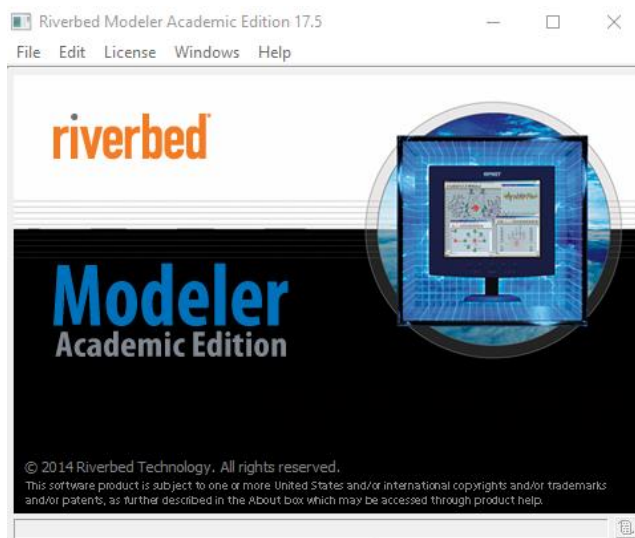 Riverbed Modeler Academic Edition 17.5
File Edit License Windows Help
riverbed
OPNET
Modeler
Academic Edition
© 2014 Riverbed Technology. All rights reserved.
This software product is subject to one or more United States and/or international copyrights and/or trademarks
and/or patents, as further described in the About box which may be accessed through product help.